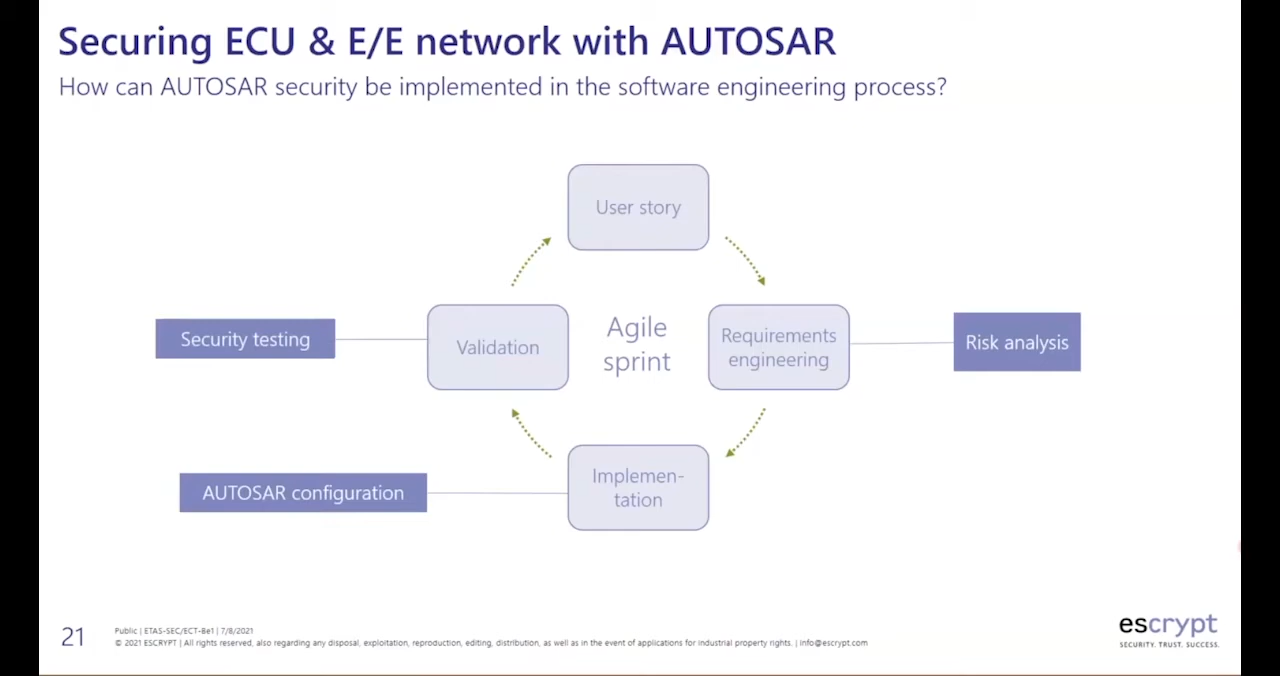 Securing ECU & E/E network with AUTOSAR
How can AUTOSAR security be implemented in the software engineering process?
User story
Security testing
Validation
Agile
sprint
Requirements
engineering
Risk analysis
AUTOSAR configuration
Implemen-
tation
21
Public | ETAS-SEC/ECT-Be1 | 7/8/2021
© 2021 ESCRYPT | All rights reserved, also regarding any disposal, exploitation, reproduction, editing, distribution, as well as in the event of applications for industrial property rights. | info@escrypt.com
escrypt
SECURITY. TRUST. SUCCESS.